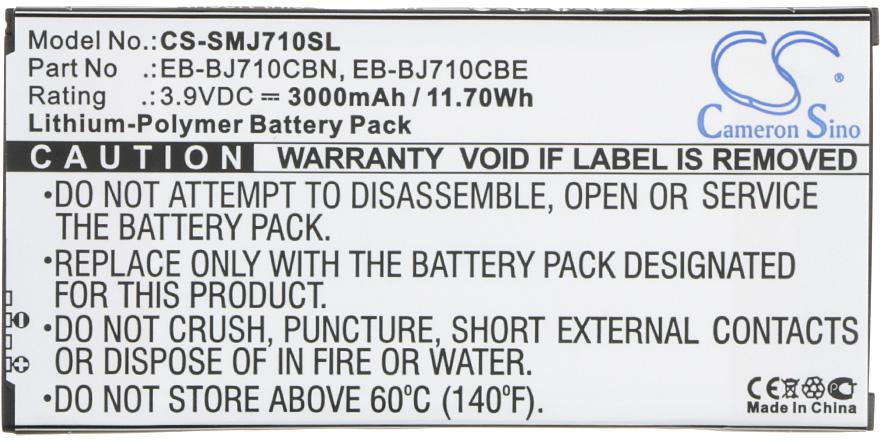 Model No.:CS-SMJ710SL
Part No    :EB-BJ710CBN, EB-BJ710CBE
Rating     .:3.9VDC ⎓ 3000mAh / 11.70Wh
Lithium-Polymer Battery Pack
CS
®
Cameron Sino
CAUTION WARRANTY VOID IF LABEL IS REMOVED
•DO NOT ATTEMPT TO DISASSEMBLE, OPEN OR SERVICE
THE BATTERY PACK.
•REPLACE ONLY WITH THE BATTERY PACK DESIGNATED
FOR THIS PRODUCT.
•DO NOT CRUSH, PUNCTURE, SHORT EXTERNAL CONTACTS
OR DISPOSE OF IN FIRE OR WATER.
•DO NOT STORE ABOVE 60⁰C (140⁰F).
CE
Made In China